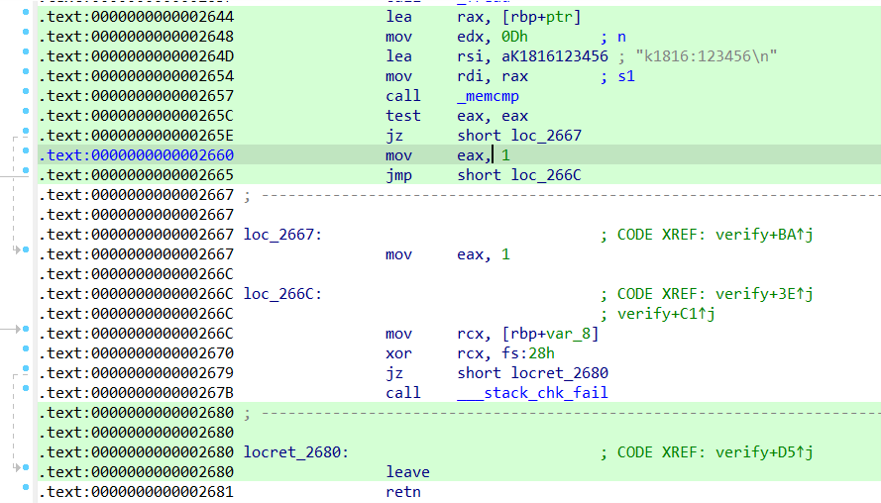 .text:0000000000002644 lea rax, [rbp+ptr]
.text:0000000000002648 mov edx, 0Dh ; n
.text:000000000000264D lea rsi, aK1816123456 ; "k1816:123456\n"
.text:0000000000002654 mov rdi, rax ; s1
.text:0000000000002657 call _memcmp
.text:000000000000265C test eax, eax
.text:000000000000265E jz short loc_2667
.text:0000000000002660 mov eax, 1
.text:0000000000002665 jmp short loc_266C
.text:0000000000002667 ; ---------------------------------------------------------------------------
.text:0000000000002667
.text:0000000000002667 loc_2667: ; CODE XREF: verify+BA↑j
.text:0000000000002667 mov eax, 1
.text:000000000000266C
.text:000000000000266C loc_266C: ; CODE XREF: verify+3E↑j
.text:000000000000266C ; verify+C1↑j
.text:000000000000266C mov rcx, [rbp+var_8]
.text:0000000000002670 xor rcx, fs:28h
.text:0000000000002679 jz short locret_2680
.text:000000000000267B call ___stack_chk_fail
.text:0000000000002680 ; ---------------------------------------------------------------------------
.text:0000000000002680
.text:0000000000002680 locret_2680: ; CODE XREF: verify+D5↑j
.text:0000000000002680 leave
.text:0000000000002681 retn